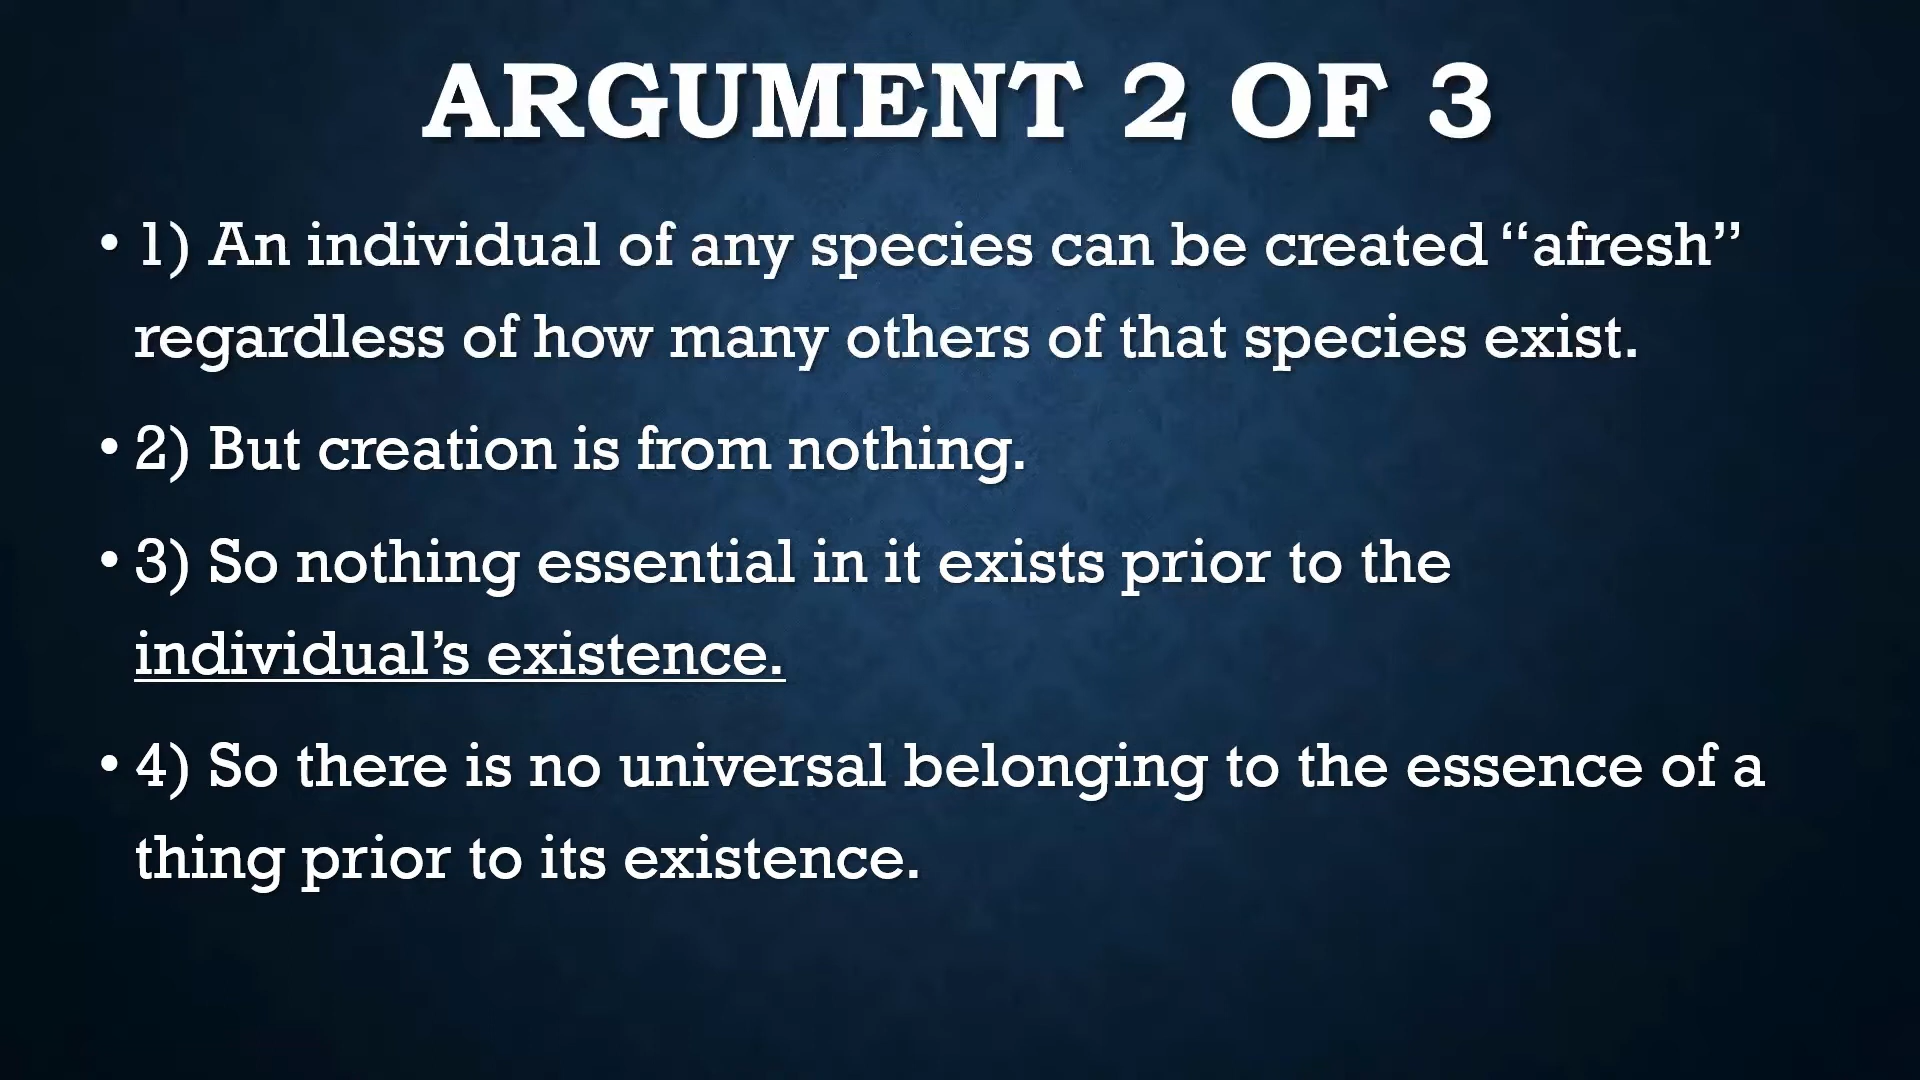 ARGUMENT 2 OF 3
• 1) An individual of any species can be created “afresh”
regardless of how many others of that species exist.
• 2) But creation is from nothing.
• 3) So nothing essential in it exists prior to the
individual’s existence.
• 4) So there is no universal belonging to the essence of a
thing prior to its existence.